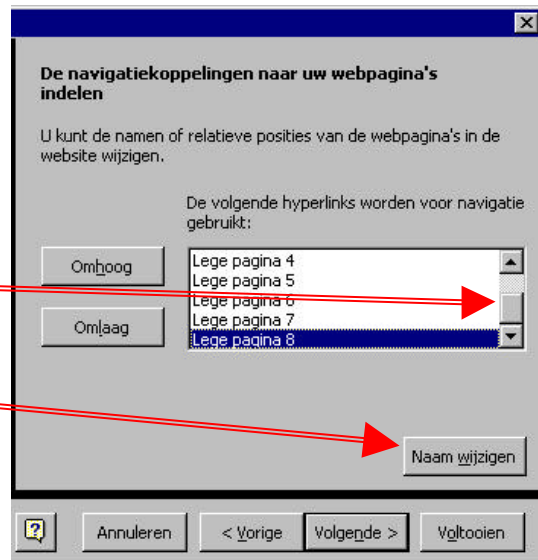 De navigatiekoppelingen naar uw webpagina's
indelen
U kunt de namen of relatieve posities van de webpagina's in de
website wijzigen.
De volgende hyperlinks worden voor navigatie
gebruikt:
Omhoog
Omlaag
Lege pagina 4
Lege pagina 5
Lege pagina 6
Lege pagina 7
Lege pagina 8
Naam wijzigen
? Annuleren < Vorige Volgende > Voltooien